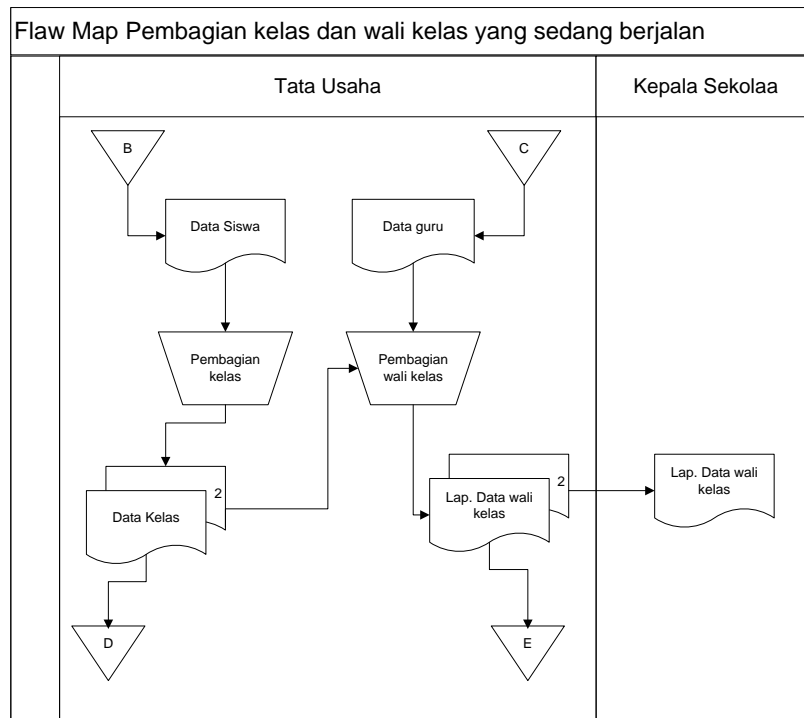 Flaw Map Pembagian kelas dan wali kelas yang sedang berjalan
Tata Usaha
Kepala Sekolaa
B
C
Data Siswa
Data guru
Pembagian
kelas
Pembagian
wali kelas
2
Data Kelas
2
Lap. Data wali
kelas
Lap. Data wali
kelas
D
E